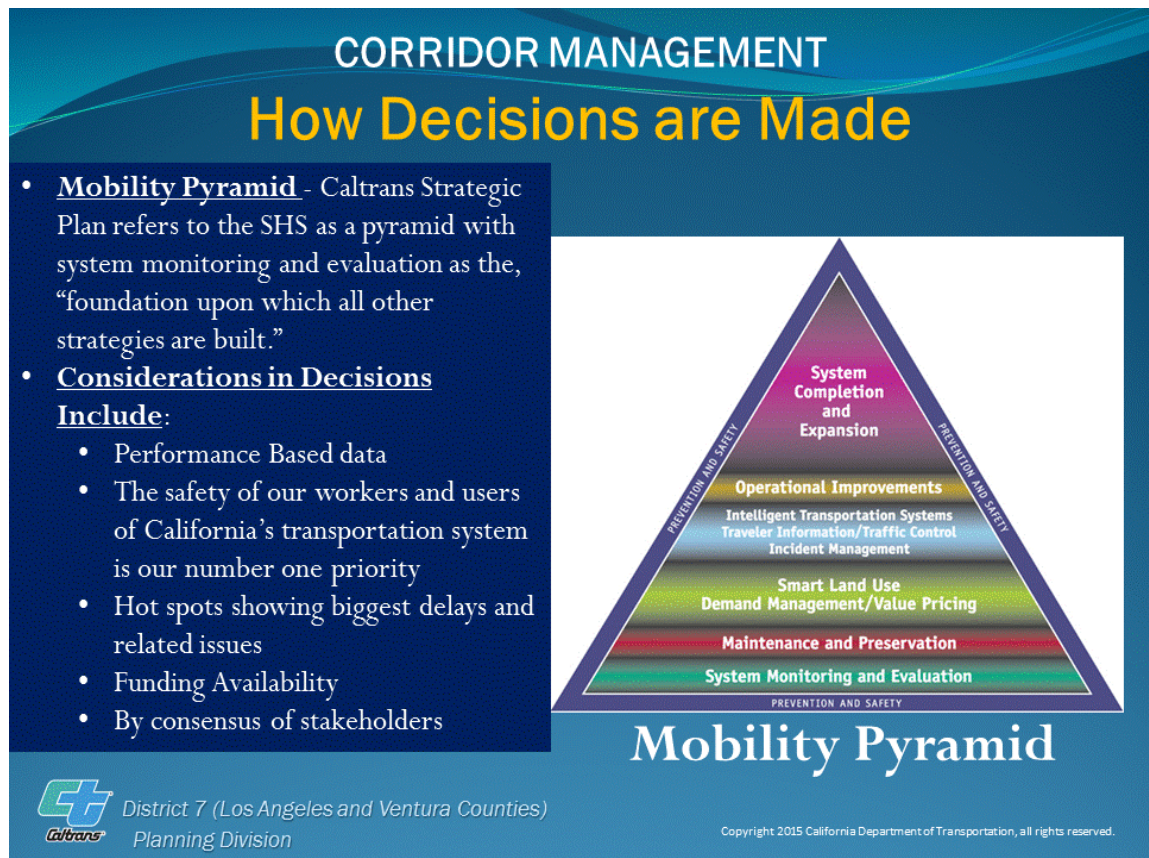 CORRIDOR MANAGEMENT
How Decisions are Made
• Mobility Pyramid - Caltrans Strategic
Plan refers to the SHS as a pyramid with
system monitoring and evaluation as the,
“foundation upon which all other
strategies are built.”
• Considerations in Decisions
Include:
• Performance Based data
• The safety of our workers and users
of California’s transportation system
is our number one priority
• Hot spots showing biggest delays and
related issues
• Funding Availability
• By consensus of stakeholders
System
Completion
and
Expansion
Operational Improvements
Intelligent Transportation Systems
Traveler Information/Traffic Control
Incident Management
Smart Land Use
Demand Management/Value Pricing
Maintenance and Preservation
System Monitoring and Evaluation
PREVENTION AND SAFETY
PREVENTION AND SAFETY
PREVENTION AND SAFETY
Mobility Pyramid
ct
Caltrans
District 7 (Los Angeles and Ventura Counties)
Planning Division
Copyright 2015 California Department of Transportation, all rights reserved.